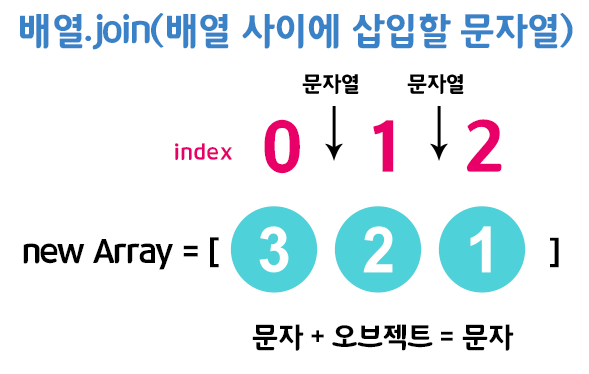 배열.join(배열 사이에 삽입할 문자열)
문자열 문자열
index 0 1 2
new Array = [ 3 2 1 ]
문자 + 오브젝트 = 문자